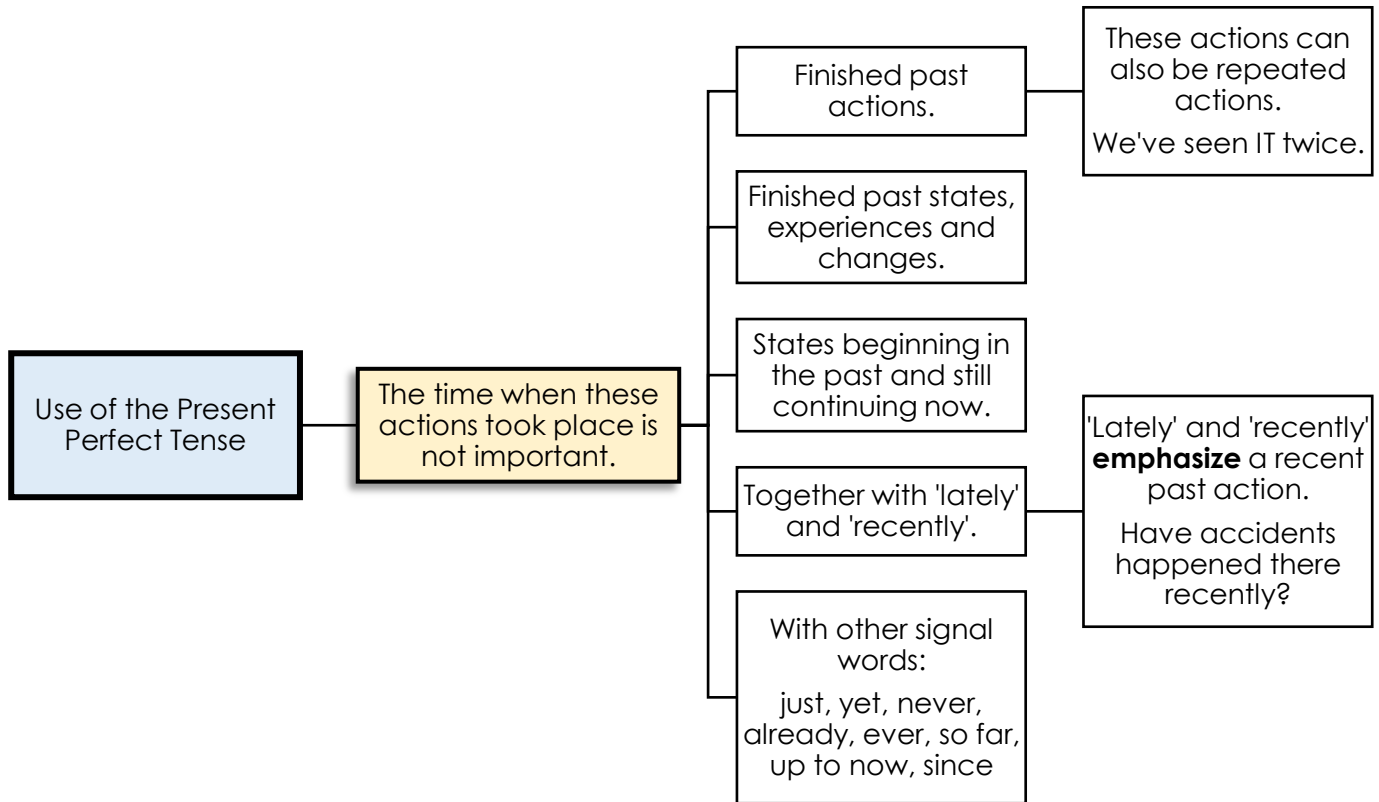 Use of the Present
Perfect Tense
The time when these
actions took place is
not important.
Finished past
actions.
These actions can
also be repeated
actions.
We've seen IT twice.
Finished past states,
experiences and
changes.
States beginning in
the past and still
continuing now.
Together with 'lately'
and 'recently'.
'Lately' and 'recently'
emphasize a recent
past action.
Have accidents
happened there
recently?
With other signal
words:
just, yet, never,
already, ever, so far,
up to now, since